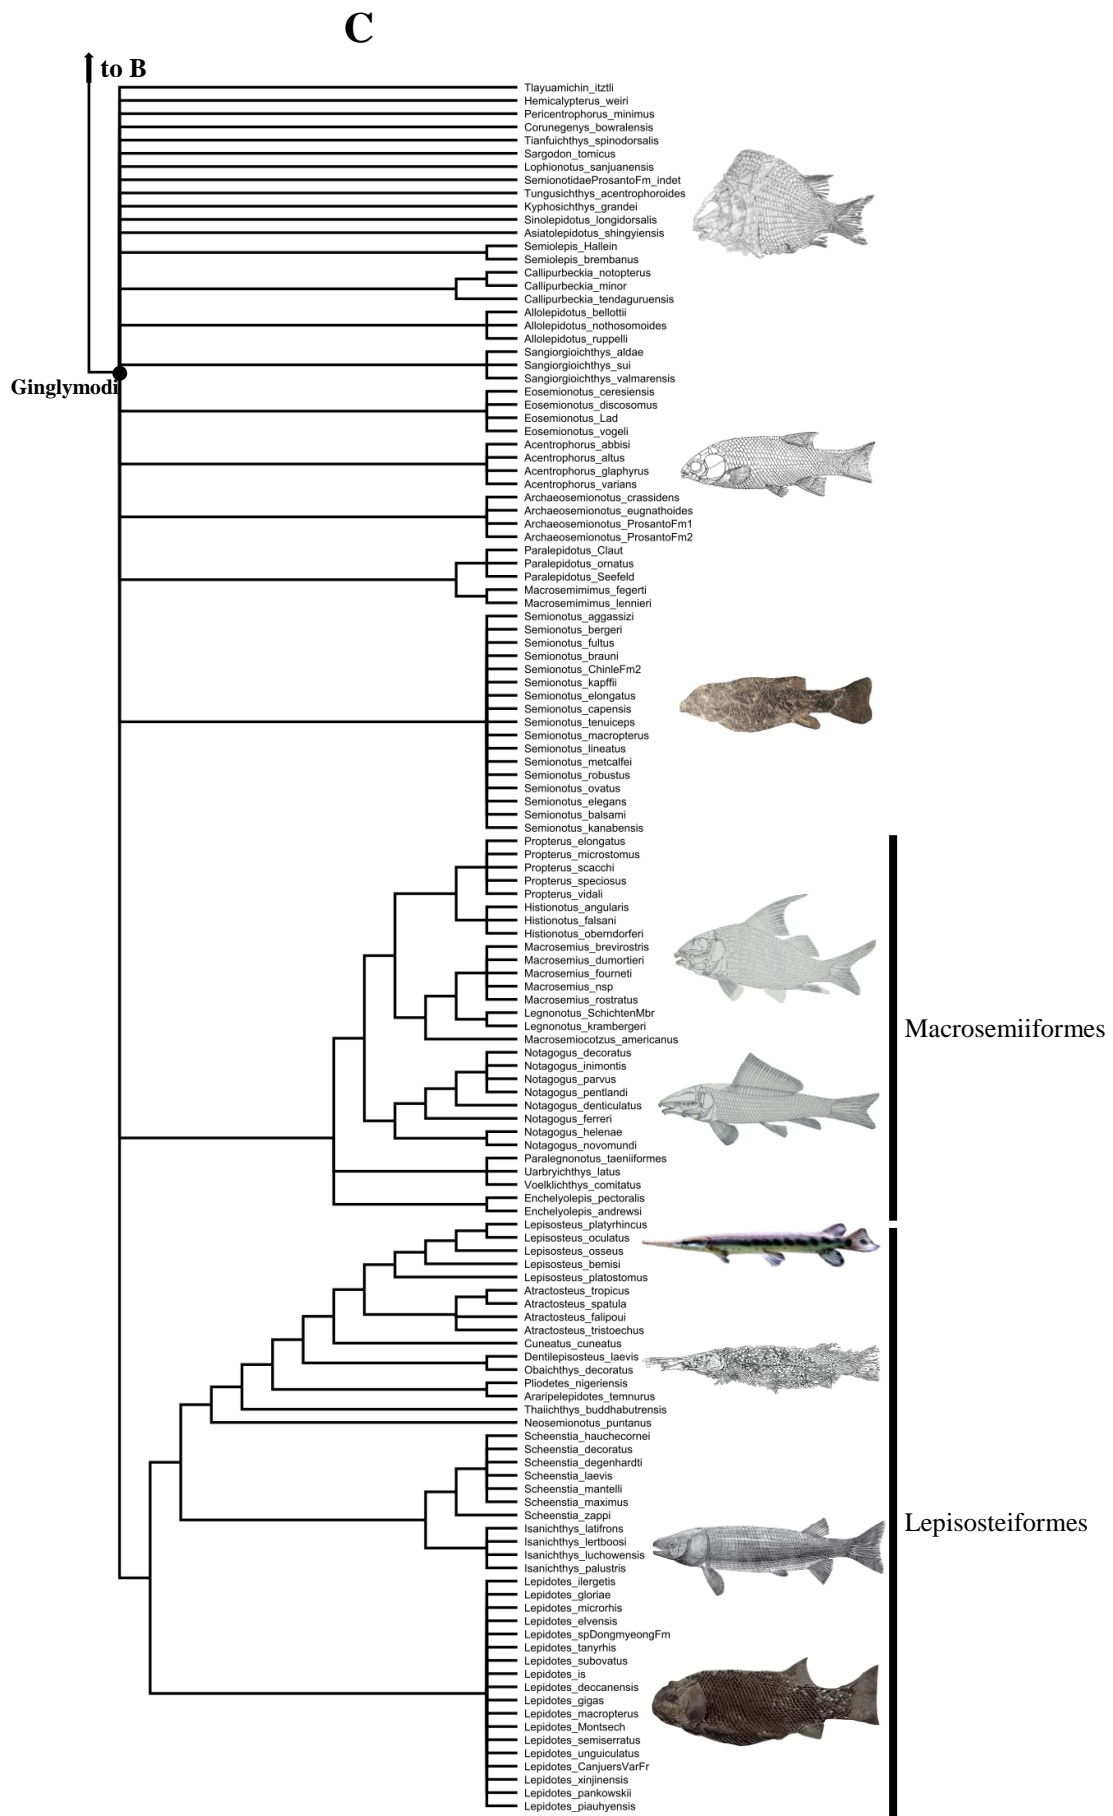 C
to B
Tlayuamichin_itztli
Hemicalypterus_weiri
Pericentrophorus_minimus
Corunegenys_bowralensis
Tianfuichthys_spinodorsalis
Sargodon_tomicus
Lophionotus_sanjuanensis
SemionotidaeProsantoFm_indet
Tungusichthys_acentrophoroides
Kyphosichthys_grandei
Sinolepidotus_longidorsalis
Asiatolepidotus_shingyiensis
Semiolepis_Hallein
Semiolepis_brembanus
Callipurbeckia_notopterus
Callipurbeckia_minor
Callipurbeckia_tendaguruensis
Allolepidotus_bellottii
Allolepidotus_nothosomoides
Allolepidotus_ruppelli
Sangiorgioichthys_aldae
Sangiorgioichthys_sui
Sangiorgioichthys_valmarensis
Ginglymodi
Eosemionotus_ceresiensis
Eosemionotus_discosomus
Eosemionotus_Lad
Eosemionotus_vogeli
Acentrophorus_abbisi
Acentrophorus_altus
Acentrophorus_glaphyrus
Acentrophorus_varians
Archaeosemionotus_crassidens
Archaeosemionotus_eugnathoides
Archaeosemionotus_ProsantoFm1
Archaeosemionotus_ProsantoFm2
Paralepidotus_Claut
Paralepidotus_ornatus
Paralepidotus_Seefeld
Macrosemimimus_fegerti
Macrosemimimus_lennieri
Semionotus_aggassizi
Semionotus_bergeri
Semionotus_fultus
Semionotus_brauni
Semionotus_ChinleFm2
Semionotus_kapffii
Semionotus_elongatus
Semionotus_capensis
Semionotus_tenuiceps
Semionotus_macropterus
Semionotus_lineatus
Semionotus_metcalfei
Semionotus_robustus
Semionotus_ovatus
Semionotus_elegans
Semionotus_balsami
Semionotus_kanabensis
Propterus_elongatus
Propterus_microstomus
Propterus_scacchi
Propterus_speciosus
Propterus_vidali
Histionotus_angularis
Histionotus_falsani
Histionotus_oberndorferi
Macrosemius_brevirostris
Macrosemius_dumortieri
Macrosemius_fourneti
Macrosemius_nsp
Macrosemius_rostratus
Legnonotus_SchichtenMbr
Legnonotus_krambergeri
Macrosemiiformes
Macrosemiocotzus_americanus
Notagogus_decoratus
Notagogus_inimontis
Notagogus_parvus
Notagogus_pentlandi
Notagogus_denticulatus
Notagogus_ferreri
Notagogus_helenae
Notagogus_novomundi
Paralegnonotus_taeniiformes
Uarbryichthys_latus
Voelklichthys_comitatus
Enchelyolepis_pectoralis
Enchelyolepis_andrewsi
Lepisosteus_platyrhincus
Lepisosteus_oculatus
Lepisosteus_osseus
Lepisosteus_bemisi
Lepisosteus_platostomus
Atractosteus_tropicus
Atractosteus_spatula
Atractosteus_falipoui
Atractosteus_tristoechus
Cuneatus_cuneatus
Dentilepisosteus_laevis
Obaichthys_decoratus
Pliodetes_nigeriensis
Araripelepidotes_temnurus
Thaiichthys_buddhabutrensis
Neosemionotus_puntanus
Scheenstia_hauchecornei
Scheenstia_decoratus
Scheenstia_degenhardti
Scheenstia_laevis
Scheenstia_mantelli
Scheenstia_maximus
Scheenstia_zappi
Lepisosteiformes
Isanichthys_latifrons
Isanichthys_lertboosi
Isanichthys_luchowensis
Isanichthys_palustris
Lepidotes_ilergetis
Lepidotes_gloriae
Lepidotes_microrhis
Lepidotes_elvensis
Lepidotes_spDongmyeongFm
Lepidotes_tanyrhis
Lepidotes_subovatus
Lepidotes_is
Lepidotes_deccanensis
Lepidotes_gigas
Lepidotes_macropterus
Lepidotes_Montsech
Lepidotes_semiserratus
Lepidotes_unguiculatus
Lepidotes_CanjuersVarFr
Lepidotes_xinjinensis
Lepidotes_pankowskii
Lepidotes_piauhyensis